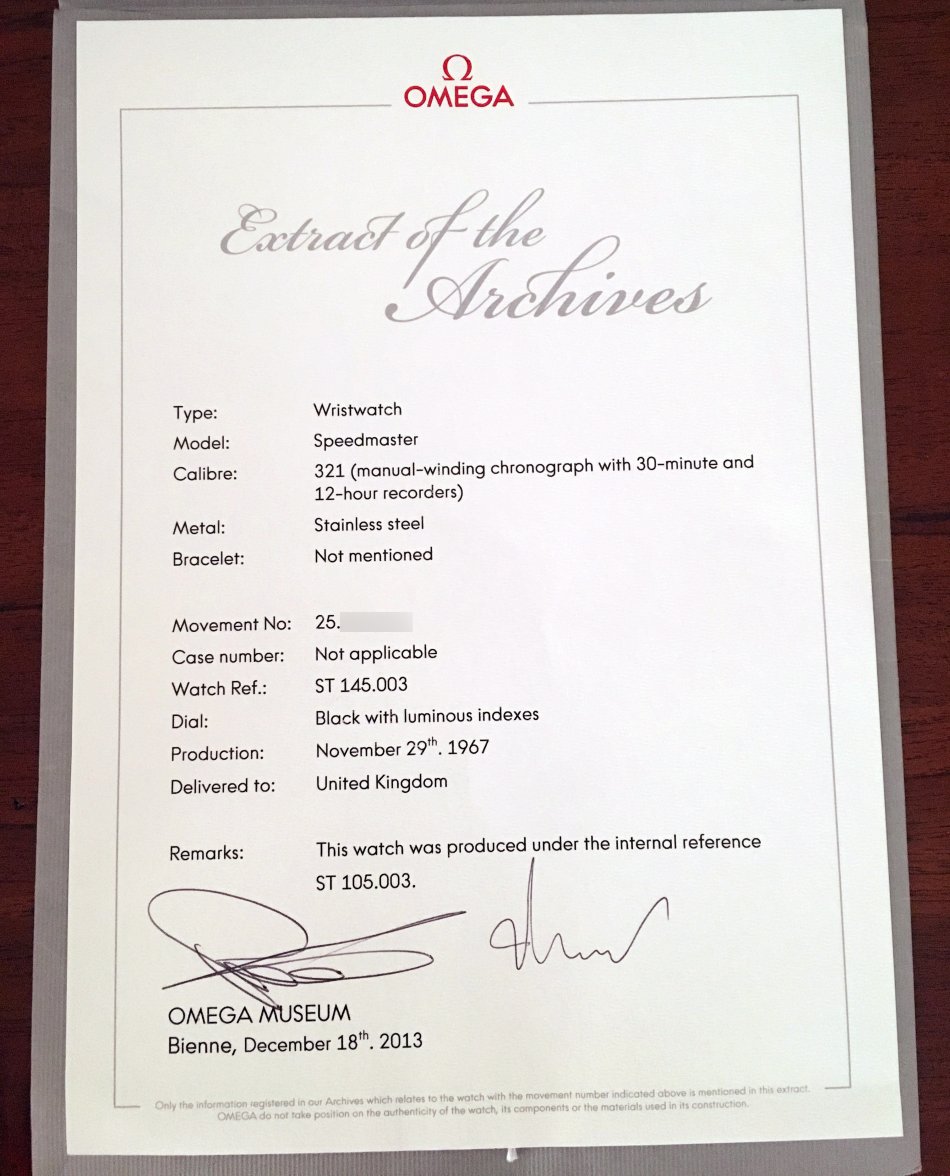 Ω
OMEGA
Extract of the
Archives
Type: Wristwatch
Model: Speedmaster
Calibre: 321 (manual-winding chronograph with 30-minute and
12-hour recorders)
Metal: Stainless steel
Bracelet: Not mentioned
Movement No: 25.
Case number: Not applicable
Watch Ref.: ST 145.003
Dial: Black with luminous indexes
Production: November 29th. 1967
Delivered to: United Kingdom
Remarks: This watch was produced under the internal reference
ST 105.003.
OMEGA MUSEUM
Bienne, December 18th. 2013
Only the information registered in our Archives which relates to the watch with the movement number indicated above is mentioned in this extract.
OMEGA do not take position on the authenticity of the watch, its components or the materials used in its construction.